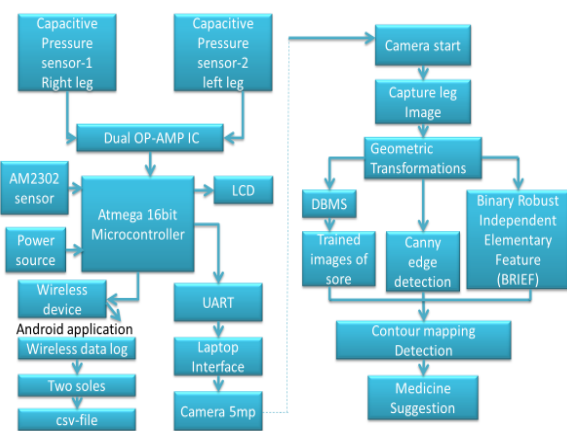 Capacitive
Pressure
sensor-1
Right leg
Capacitive
Pressure
sensor-2
left leg
Dual OP-AMP IC
AM2302
sensor
Atmega 16bit
Microcontroller
LCD
Power
source
Wireless
device
Android application
Wireless data log
Two soles
csv-file
UART
Laptop
Interface
Camera 5mp
Camera start
Capture leg
Image
Geometric
Transformations
DBMS
Trained
images of
sore
Canny
edge
detection
Binary Robust
Independent
Elementary
Feature
(BRIEF)
Contour mapping
Detection
Medicine
Suggestion